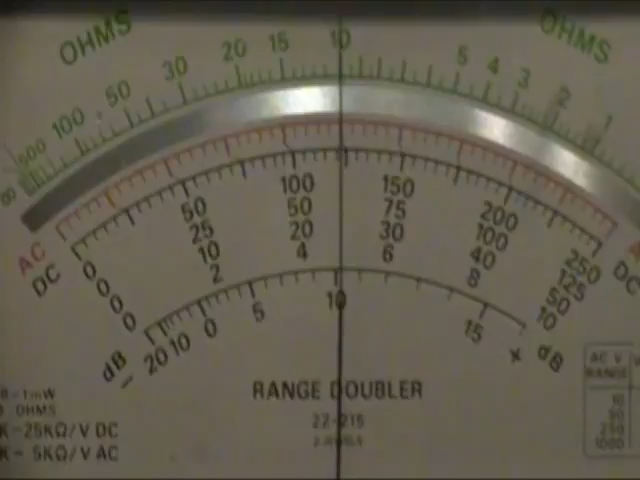 OHMS OHMS
∞ 500 100 50 30 20 15 10 5 4 3 2 1
AC
DC DC
0 50 100 150 200 250
0 25 50 75 100 125
0 10 20 30 40 50
0 2 4 6 8 10
dB - 20 10 0 5 10 15 + dB
RANGE DOUBLER
22-215
OHMS
-25KΩ/V DC
- 5KΩ/V AC
AC V
RANGE
10
50
250
1000